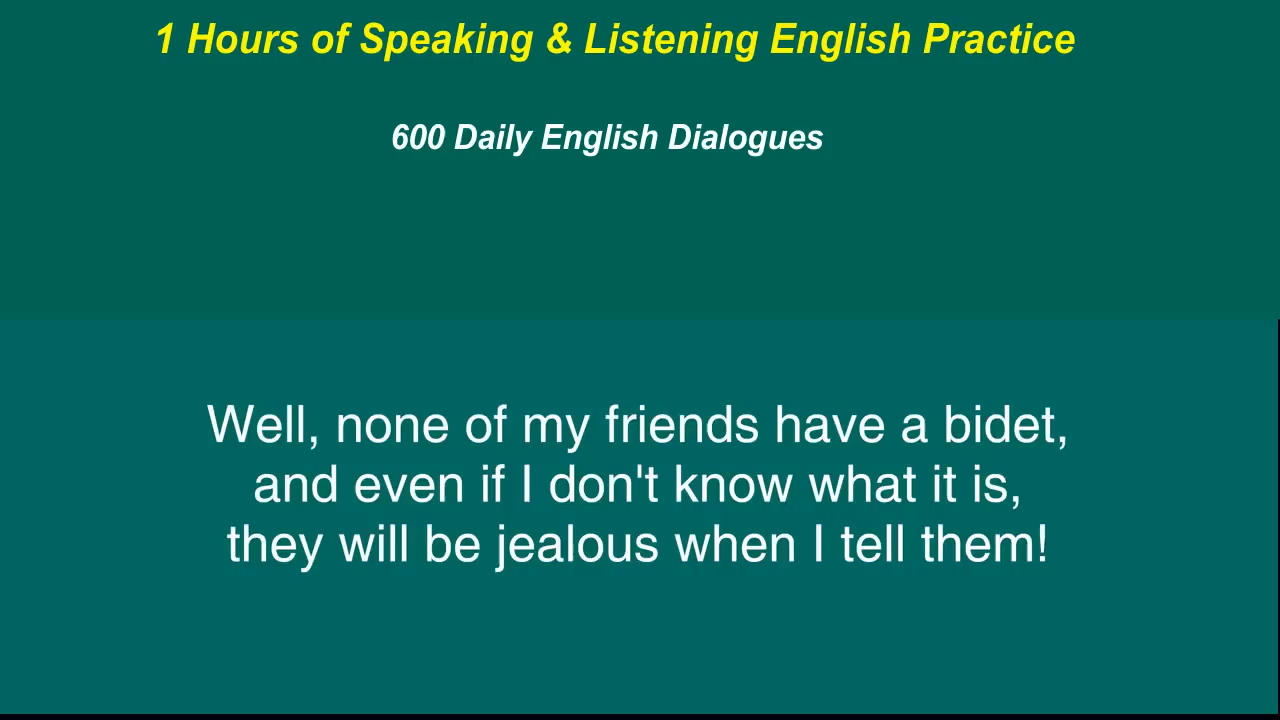 1 Hours of Speaking & Listening English Practice
600 Daily English Dialogues
Well, none of my friends have a bidet,
and even if I don't know what it is,
they will be jealous when I tell them!